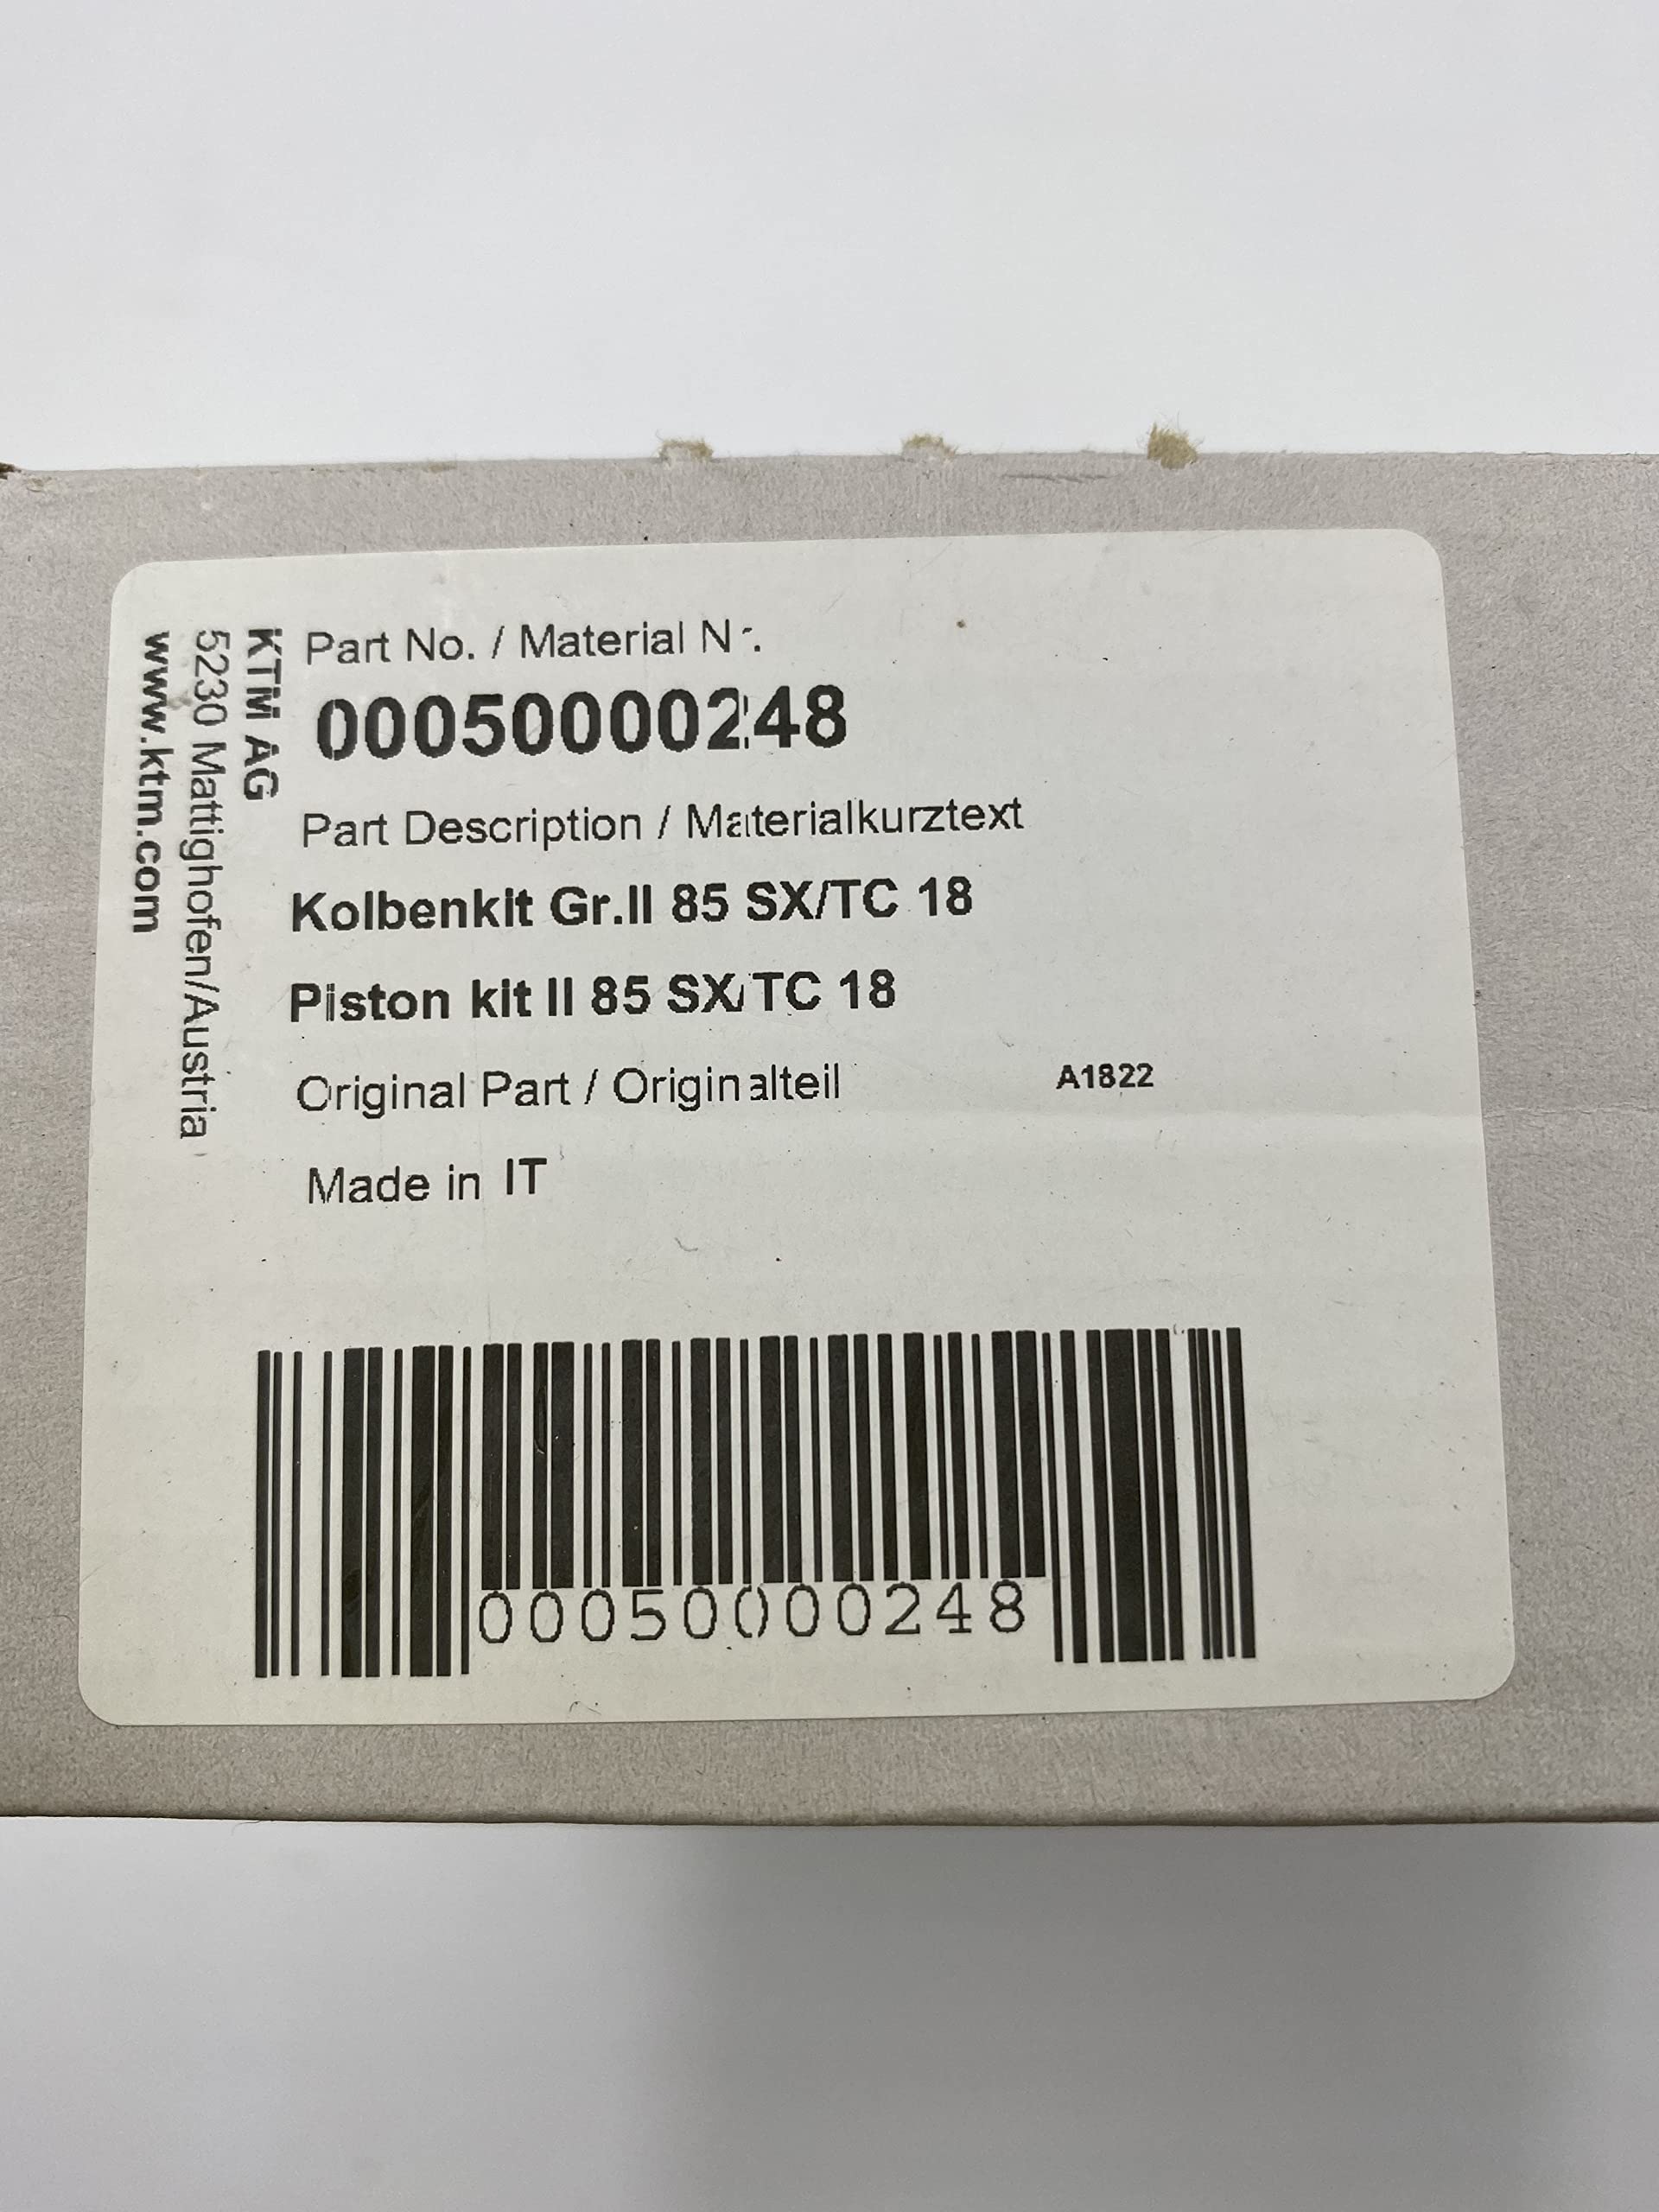 KTM AG
5230 Mattighofen/Austria
www.ktm.com
Part No. / Material Nr.
00050000248
Part Description / Materialkurztext
Kolbenkit Gr.II 85 SX/TC 18
Piston kit II 85 SX/TC 18
Original Part / Originalteil A1822
Made in IT
00050000248